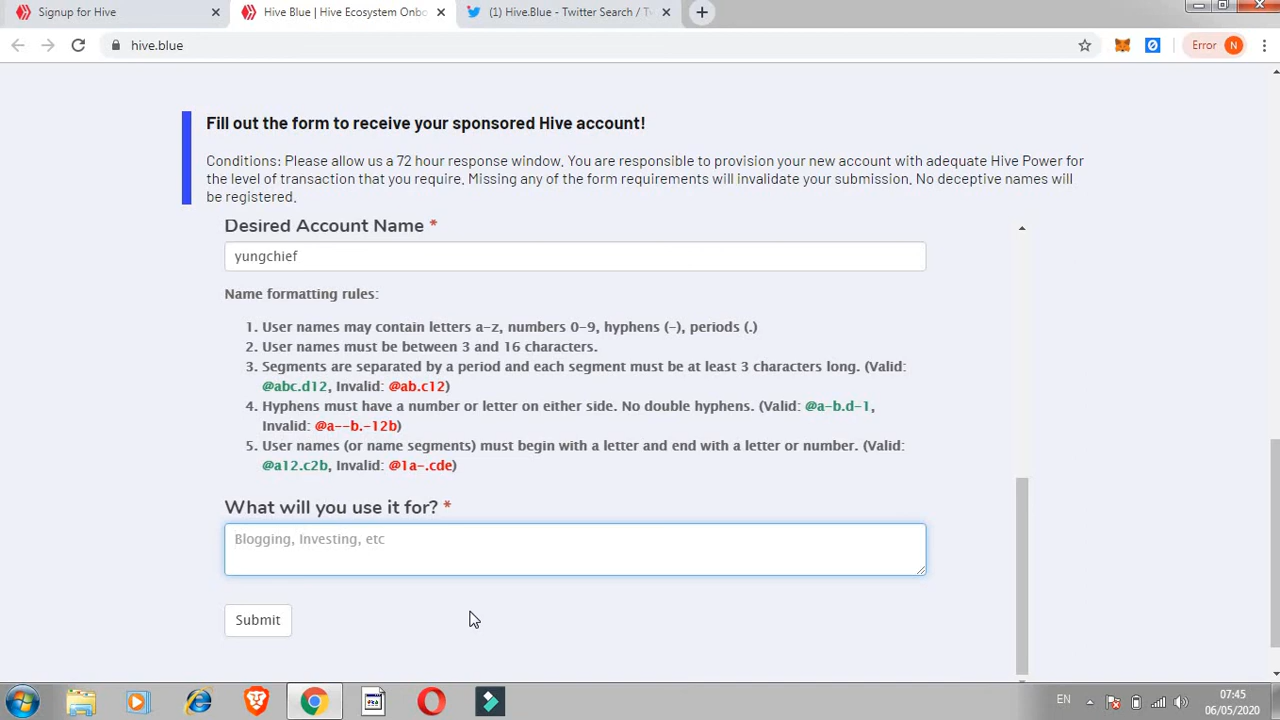 Signup for Hive
Hive Blue | Hive Ecosystem Onbo
(1) Hive.Blue - Twitter Search / Tw
hive.blue
Error N
Fill out the form to receive your sponsored Hive account!
Conditions: Please allow us a 72 hour response window. You are responsible to provision your new account with adequate Hive Power for
the level of transaction that you require. Missing any of the form requirements will invalidate your submission. No deceptive names will
be registered.
Desired Account Name *
yungchief
Name formatting rules:
1. User names may contain letters a-z, numbers 0-9, hyphens (-), periods (.)
2. User names must be between 3 and 16 characters.
3. Segments are separated by a period and each segment must be at least 3 characters long. (Valid:
@abc.d12, Invalid: @ab.c12)
4. Hyphens must have a number or letter on either side. No double hyphens. (Valid: @a-b.d-1,
Invalid: @a--b.-12b)
5. User names (or name segments) must begin with a letter and end with a letter or number. (Valid:
@a12.c2b, Invalid: @1a-.cde)
What will you use it for? *
Blogging, Investing, etc
Submit
EN
07:45
06/05/2020